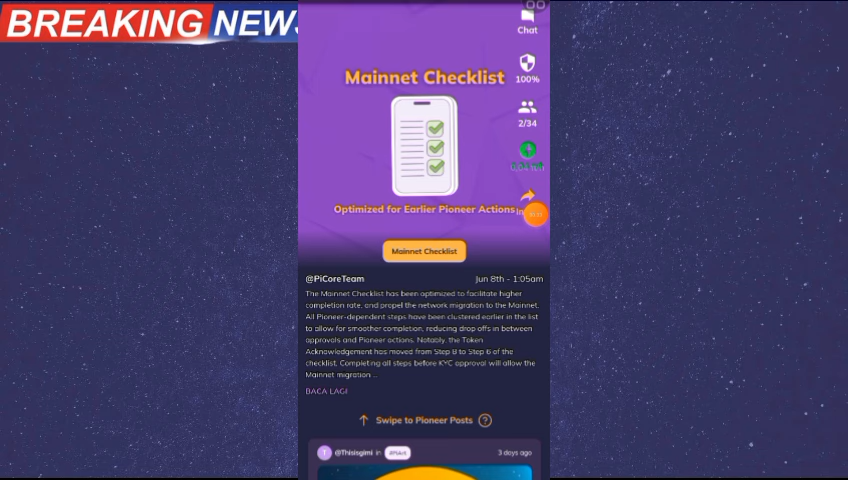 BREAKING NEWS
Chat
Mainnet Checklist
100%
2/34
Optimized for Earlier Pioneer Actions
Mainnet Checklist
@PiCoreTeam
Jun 8th - 1:05am
The Mainnet Checklist has been optimized to facilitate higher
completion rate, and propel the network migration to the Mainnet.
All Pioneer-dependent steps have been clustered earlier in the list
to allow for smoother completion, reducing drop offs in between
approvals and Pioneer actions. Notably, the Token
Acknowledgement has moved from Step 8 to Step 6 of the
checklist. Completing all steps before KYC approval will allow the
Mainnet migration ...
BACA LAGI
Swipe to Pioneer Posts ?
T @Thisisgimi in
3 days ago